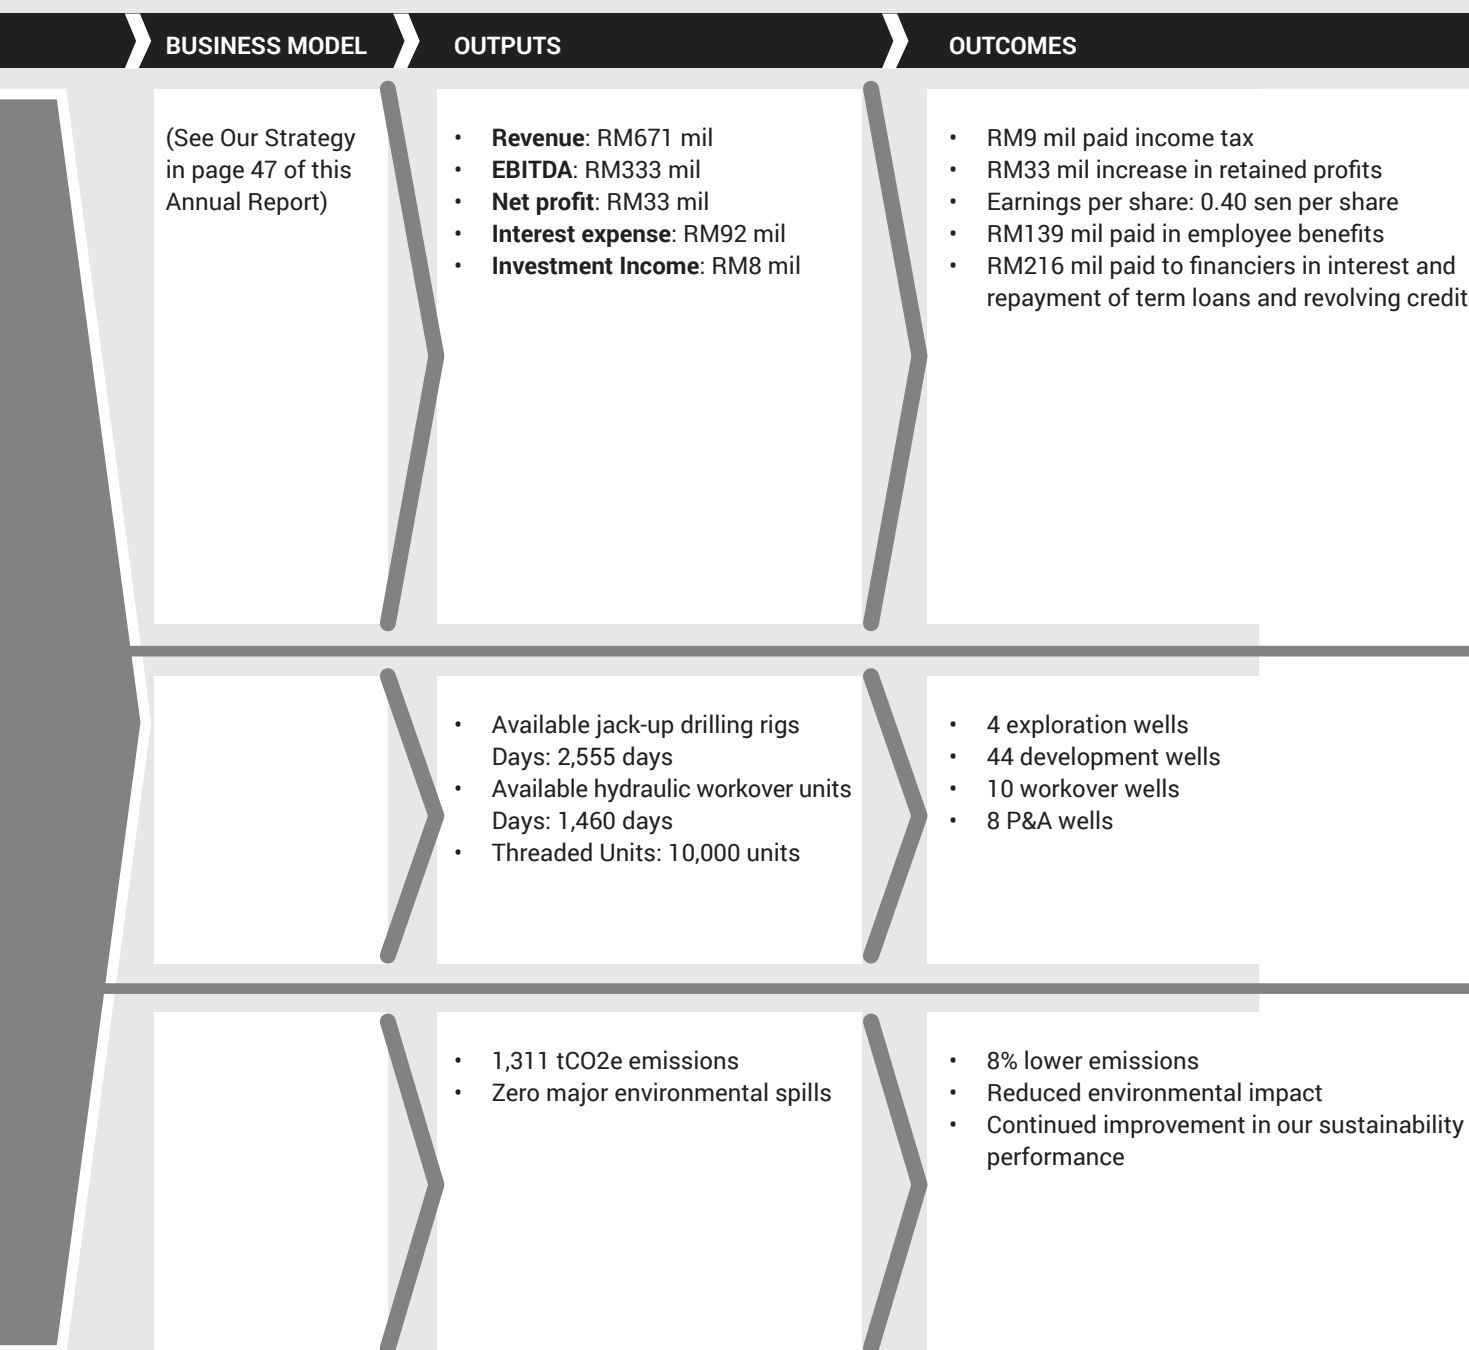 BUSINESS MODEL
OUTPUTS
OUTCOMES
(See Our Strategy
in page 47 of this
Annual Report)
• Revenue: RM671 mil
• EBITDA: RM333 mil
• Net profit: RM33 mil
• Interest expense: RM92 mil
• Investment Income: RM8 mil
• RM9 mil paid income tax
• RM33 mil increase in retained profits
• Earnings per share: 0.40 sen per share
• RM139 mil paid in employee benefits
• RM216 mil paid to financiers in interest and
repayment of term loans and revolving credit
• Available jack-up drilling rigs
Days: 2,555 days
• Available hydraulic workover units
Days: 1,460 days
• Threaded Units: 10,000 units
• 4 exploration wells
• 44 development wells
• 10 workover wells
• 8 P&A wells
• 1,311 tCO2e emissions
• Zero major environmental spills
• 8% lower emissions
• Reduced environmental impact
• Continued improvement in our sustainability
performance